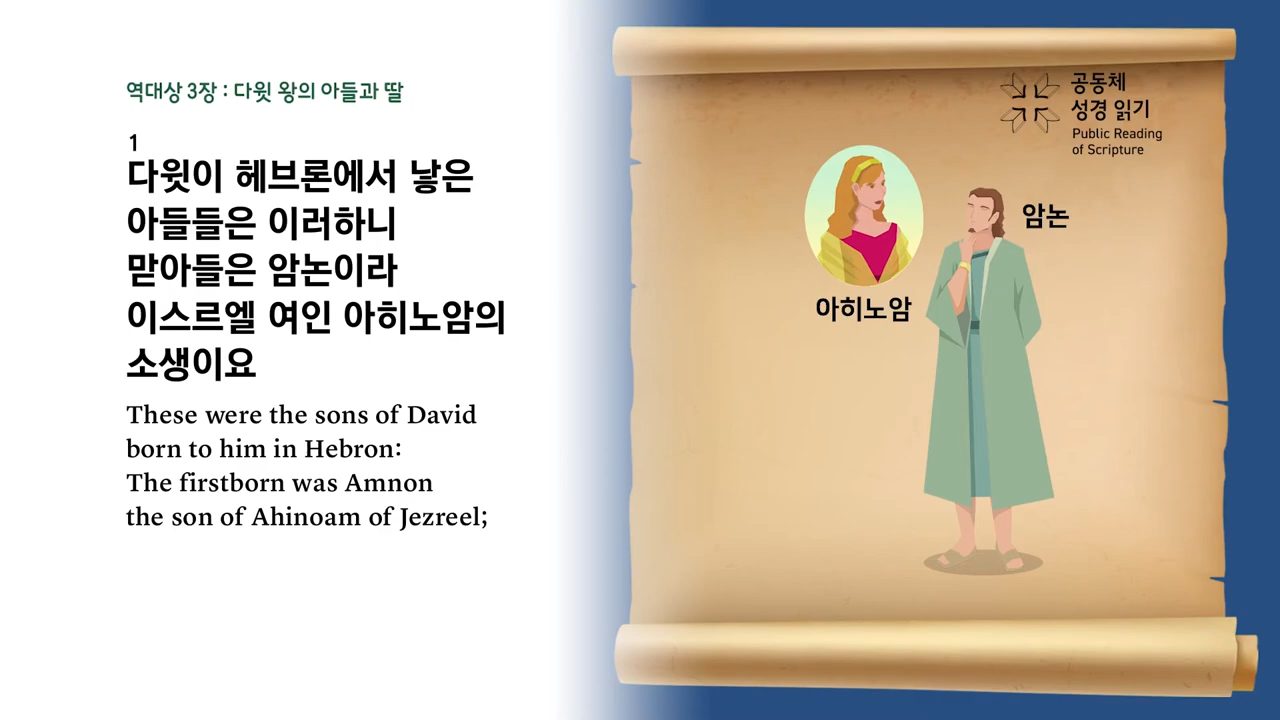 역대상 3장 : 다윗 왕의 아들과 딸
1
다윗이 헤브론에서 낳은
아들들은 이러하니
맏아들은 암논이라
이스르엘 여인 아히노암의
소생이요
These were the sons of David
born to him in Hebron:
The firstborn was Amnon
the son of Ahinoam of Jezreel;
공동체
성경 읽기
Public Reading
of Scripture
암논
아히노암